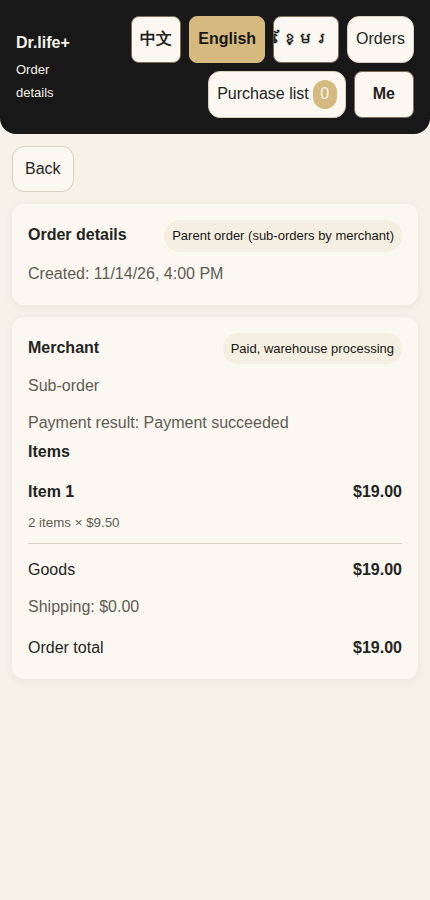 Dr.life+
Order
details
中文
English
ខ្មែរ
Orders
Purchase list 0
Me
Back
Order details
Parent order (sub-orders by merchant)
Created: 11/14/26, 4:00 PM
Merchant
Paid, warehouse processing
Sub-order
Payment result: Payment succeeded
Items
Item 1 $19.00
2 items × $9.50
Goods $19.00
Shipping: $0.00
Order total $19.00